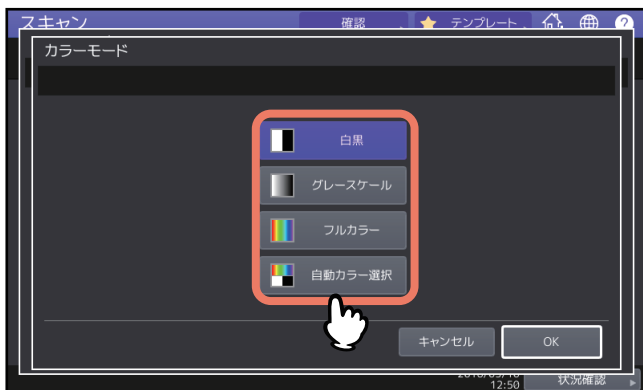 スキャン 確認 テンプレート ?
カラーモード
白黒
グレースケール
フルカラー
自動カラー選択
キャンセル OK
12:50 状況確認